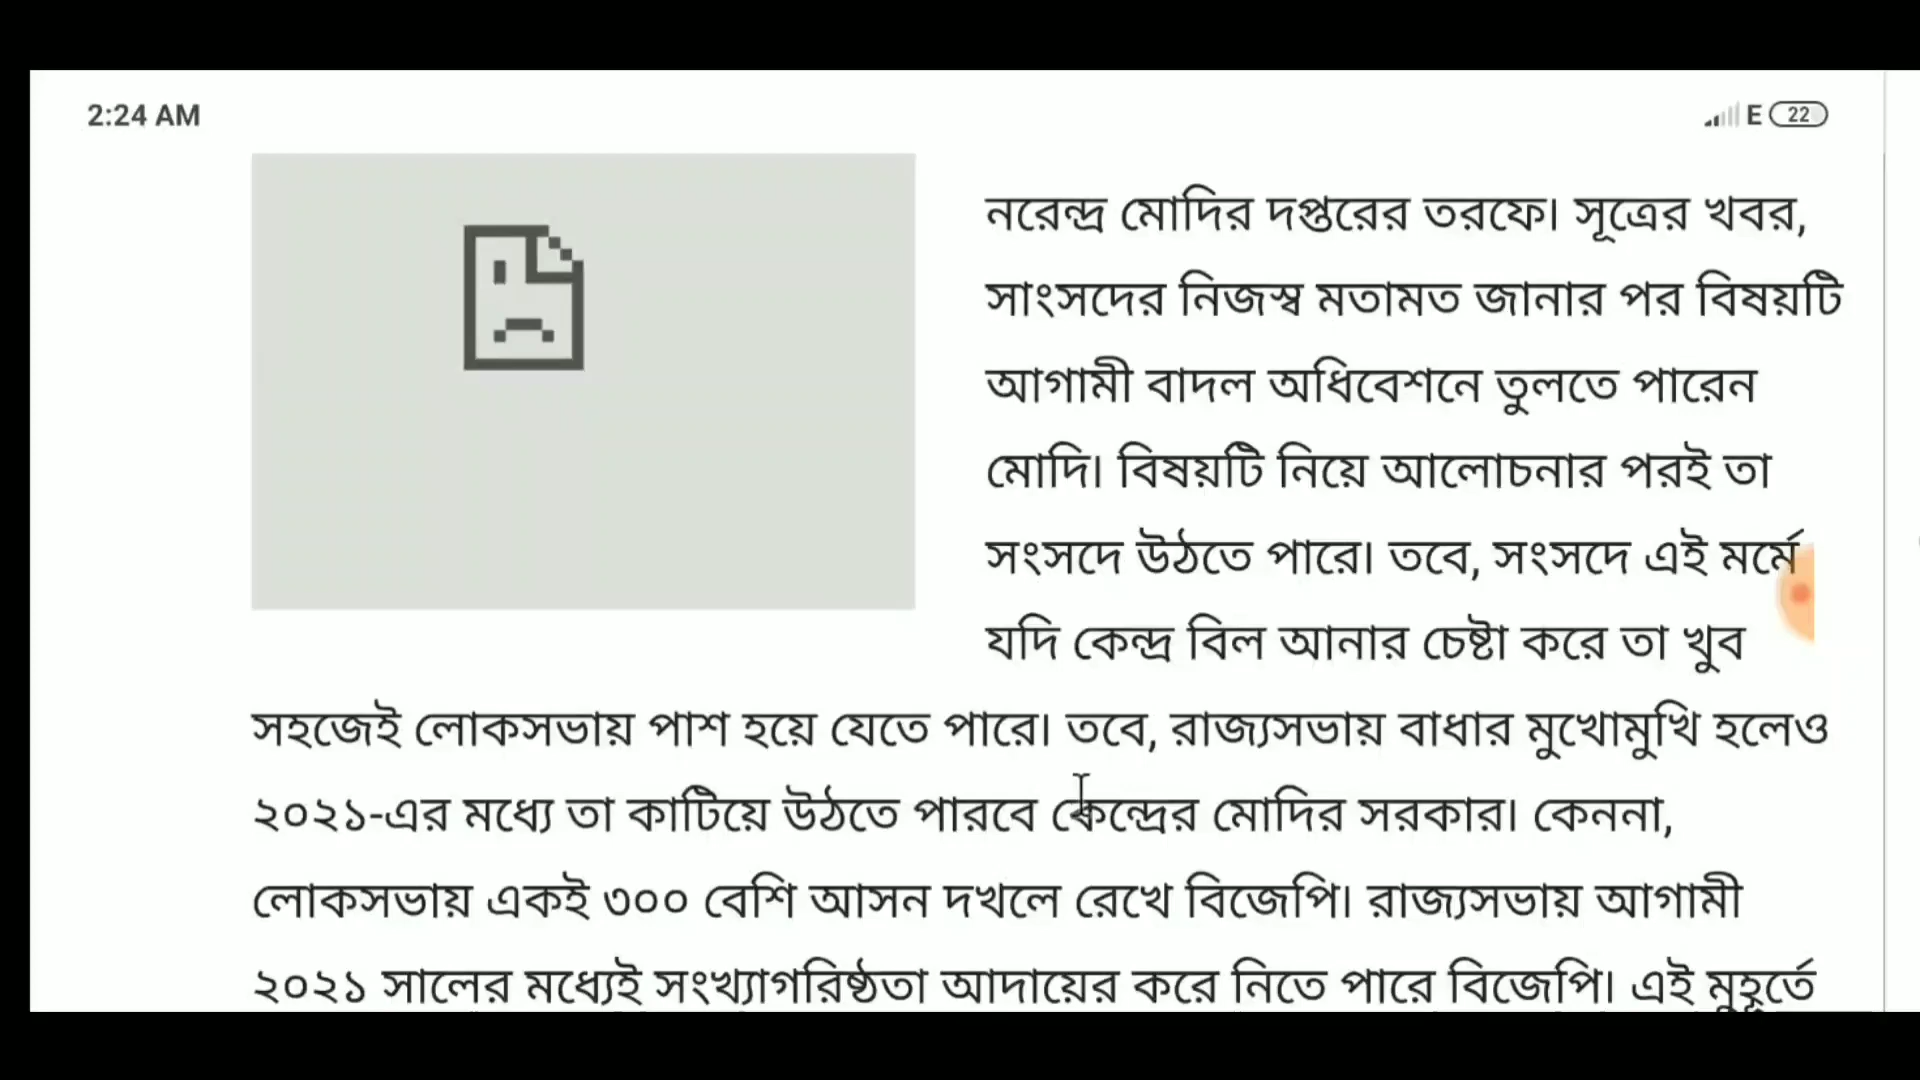 2:24 AM
E 22
নরেন্দ্র মোদির দপ্তরের তরফে। সূত্রের খবর,
সাংসদের নিজস্ব মতামত জানার পর বিষয়টি
আগামী বাদল অধিবেশনে তুলতে পারেন
মোদি। বিষয়টি নিয়ে আলোচনার পরই তা
সংসদে উঠতে পারে। তবে, সংসদে এই মর্মে
যদি কেন্দ্র বিল আনার চেষ্টা করে তা খুব
সহজেই লোকসভায় পাশ হয়ে যেতে পারে। তবে, রাজ্যসভায় বাধার মুখোমুখি হলেও
২০২১-এর মধ্যে তা কাটিয়ে উঠতে পারবে কেন্দ্রের মোদির সরকার। কেননা,
লোকসভায় একই ৩০০ বেশি আসন দখলে রেখে বিজেপি। রাজ্যসভায় আগামী
২০২১ সালের মধ্যেই সংখ্যাগরিষ্ঠতা আদায়ের করে নিতে পারে বিজেপি। এই মুহূর্তে